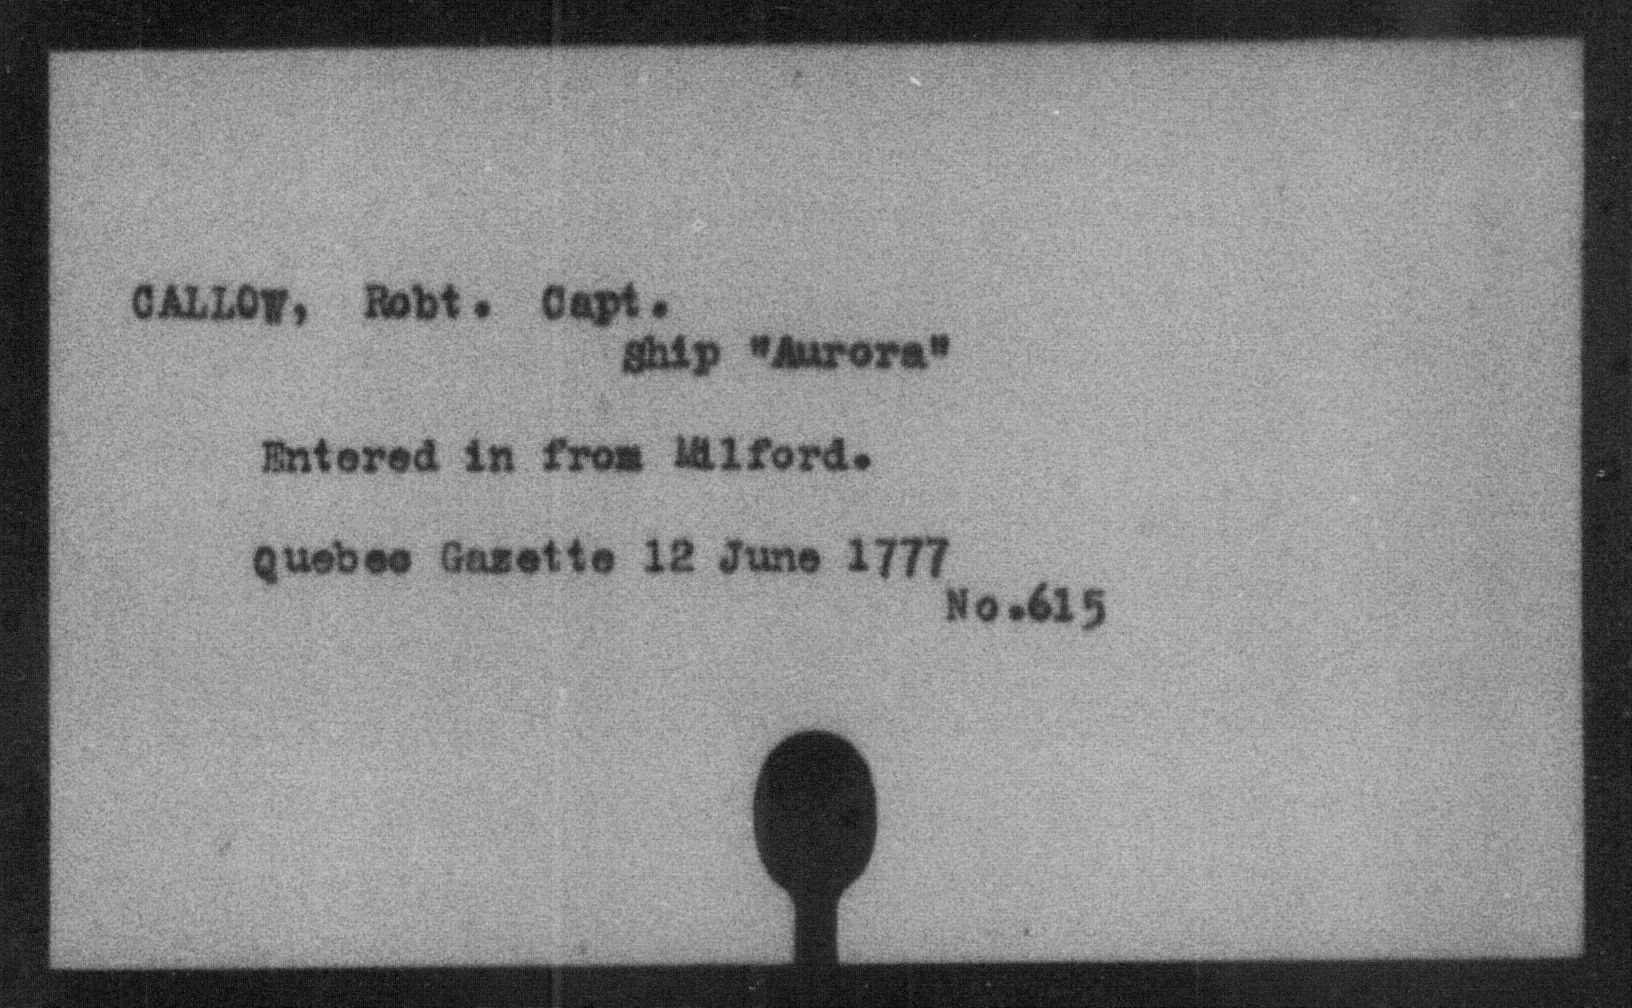 CALLOW, Robt. Capt.
ship "Aurora"
Entered in from Milford.
Quebec Gazette 12 June 1777
No.615